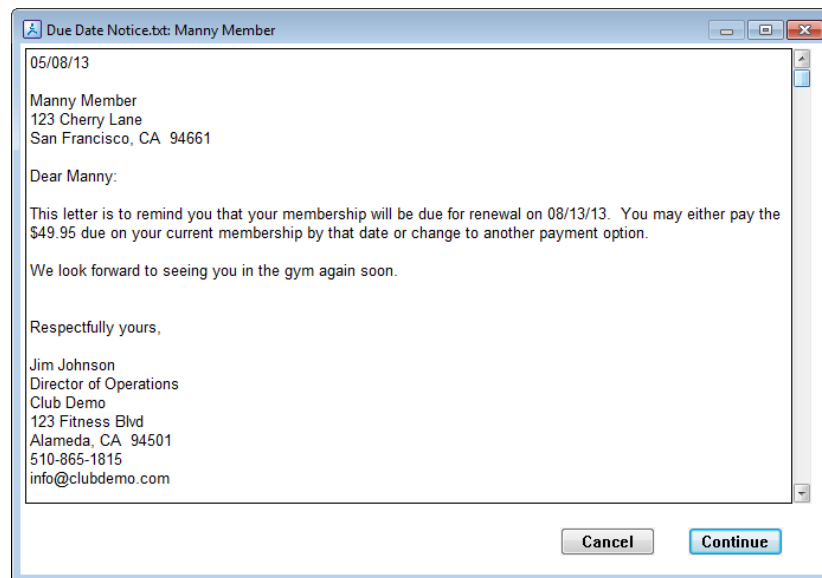 Due Date Notice.txt: Manny Member
05/08/13
Manny Member
123 Cherry Lane
San Francisco, CA  94661
Dear Manny:
This letter is to remind you that your membership will be due for renewal on 08/13/13.  You may either pay the
$49.95 due on your current membership by that date or change to another payment option.
We look forward to seeing you in the gym again soon.
Respectfully yours,
Jim Johnson
Director of Operations
Club Demo
123 Fitness Blvd
Alameda, CA  94501
510-865-1815
info@clubdemo.com
Cancel
Continue